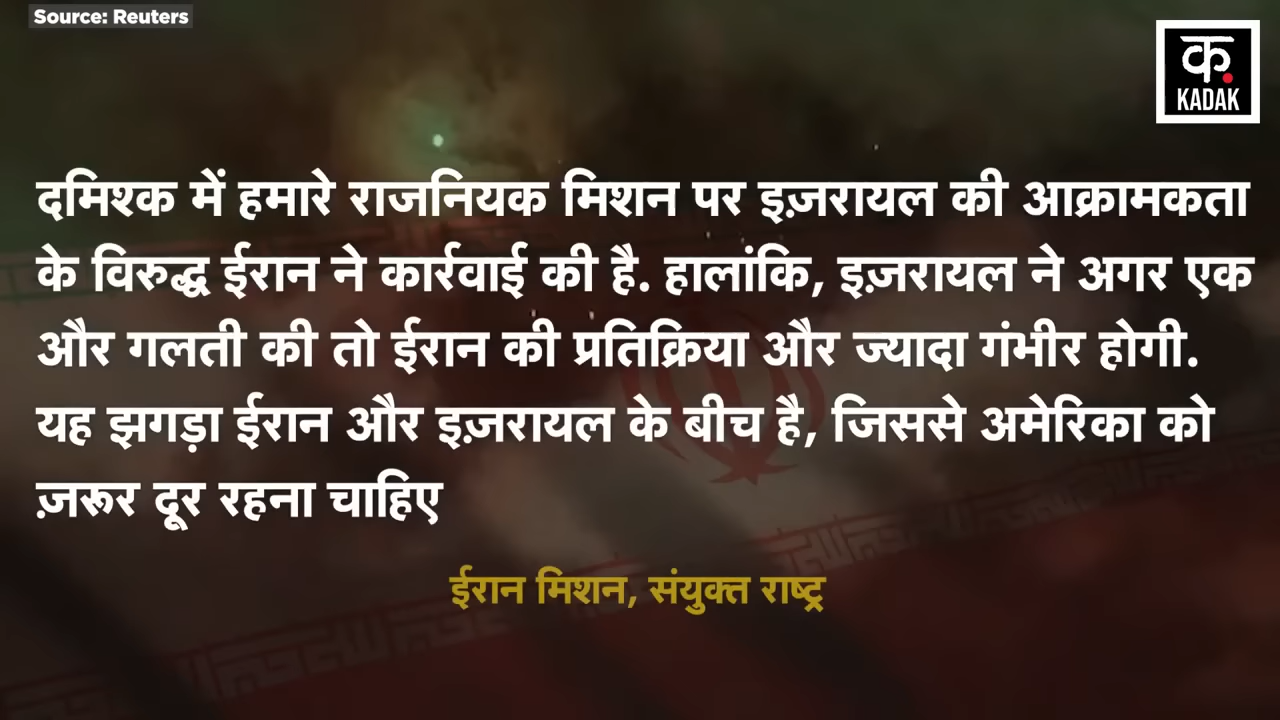 Source: Reuters
क.
KADAK
दमिश्क में हमारे राजनियक मिशन पर इज़रायल की आक्रामकता
के विरुद्ध ईरान ने कार्रवाई की है. हालांकि, इज़रायल ने अगर एक
और गलती की तो ईरान की प्रतिक्रिया और ज्यादा गंभीर होगी.
यह झगड़ा ईरान और इज़रायल के बीच है, जिससे अमेरिका को
ज़रूर दूर रहना चाहिए
ईरान मिशन, संयुक्त राष्ट्र